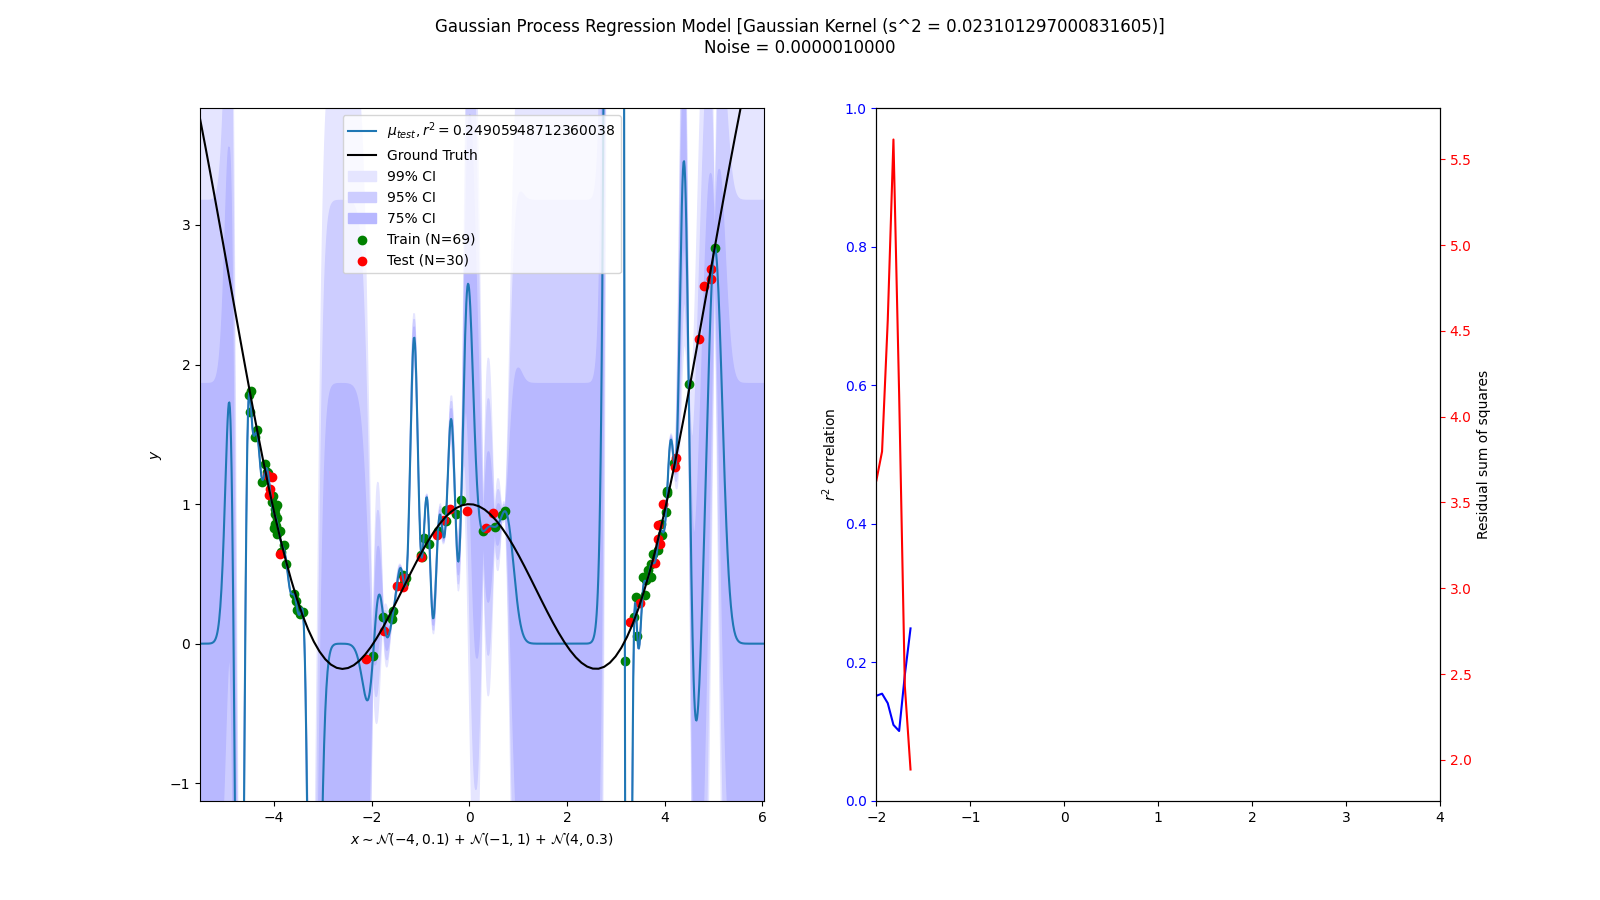 Gaussian Process Regression Model [Gaussian Kernel (s^2 = 0.023101297000831605)]
Noise = 0.0000010000
μ_test, r² = 0.24905948712360038
Ground Truth
99% CI
95% CI
75% CI
Train (N=69)
Test (N=30)
y
3
2
1
0
−1
−4
−2
0
2
4
6
x ~ 𝒩(−4, 0.1) + 𝒩(−1, 1) + 𝒩(4, 0.3)
r² correlation
1.0
0.8
0.6
0.4
0.2
0.0
−2
−1
0
1
2
3
4
5.5
5.0
4.5
4.0
3.5
3.0
2.5
2.0
Residual sum of squares